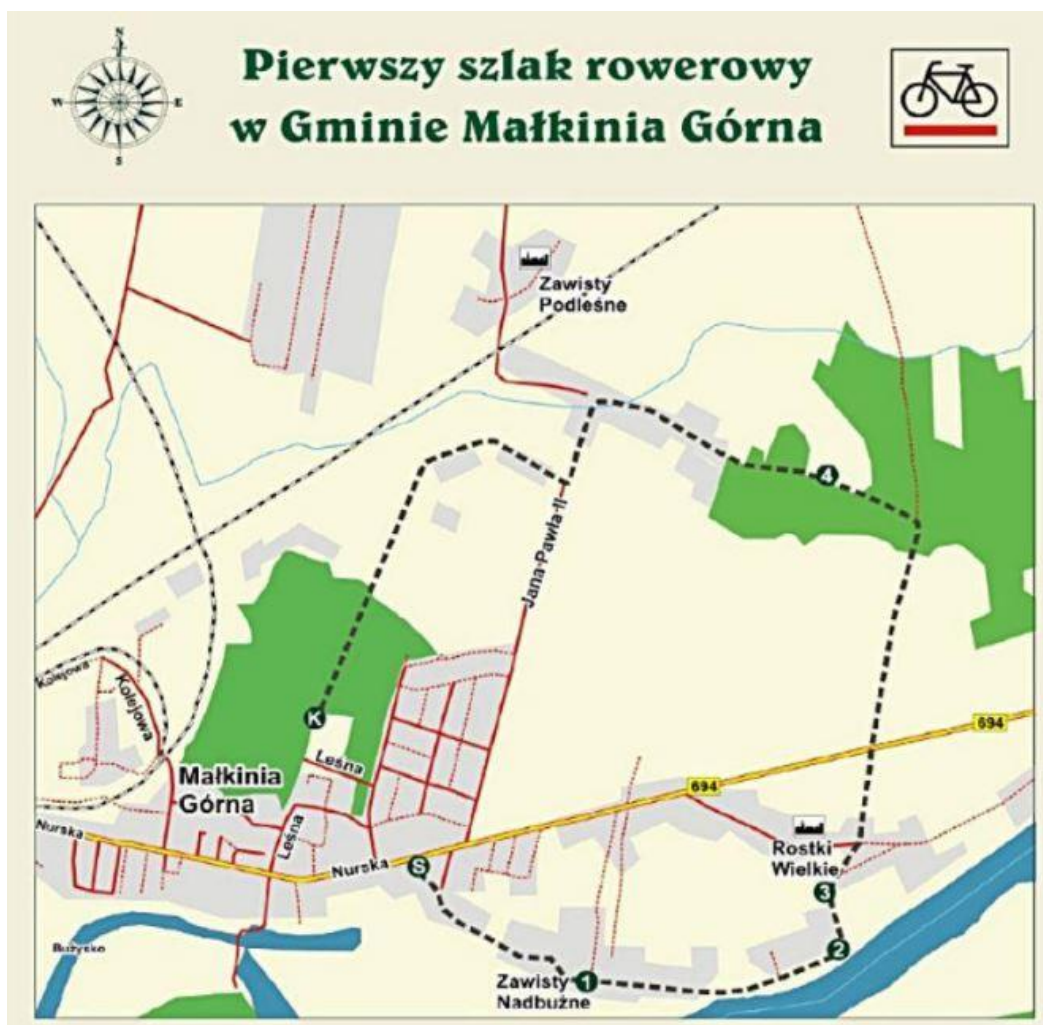 N
W
E
S
Pierwszy szlak rowerowy
w Gminie Małkinia Górna
Zawisty
Podleśne
4
Jana Pawła II
Kolejowa
Kolejowa
K
694
Leśna
Małkinia
Górna
694
Nurska
Leśna
Nurska
S
Rostki
Wielkie
3
Bużysko
2
Zawisty
Nadbużne
1